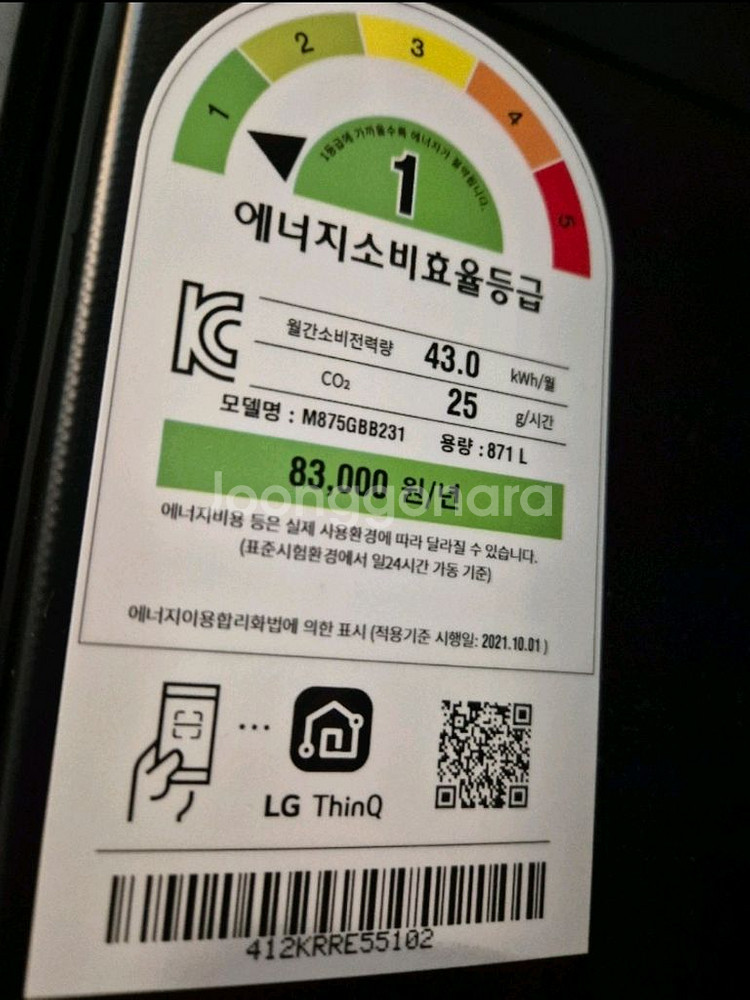 1 2 3 4 5
1등급에 가까울수록 에너지가 절약됩니다.
1
에너지소비효율등급
월간소비전력량 43.0 kWh/월
CO₂ 25 g/시간
모델명 : M875GBB231 용량 : 871 L
83,000 원/년
Joonggonara
에너지비용 등은 실제 사용환경에 따라 달라질 수 있습니다.
(표준시험환경에서 일24시간 가동 기준)
에너지이용합리화법에 의한 표시 (적용기준 시행일: 2021.10.01 )
LG ThinQ
412KRRE55102